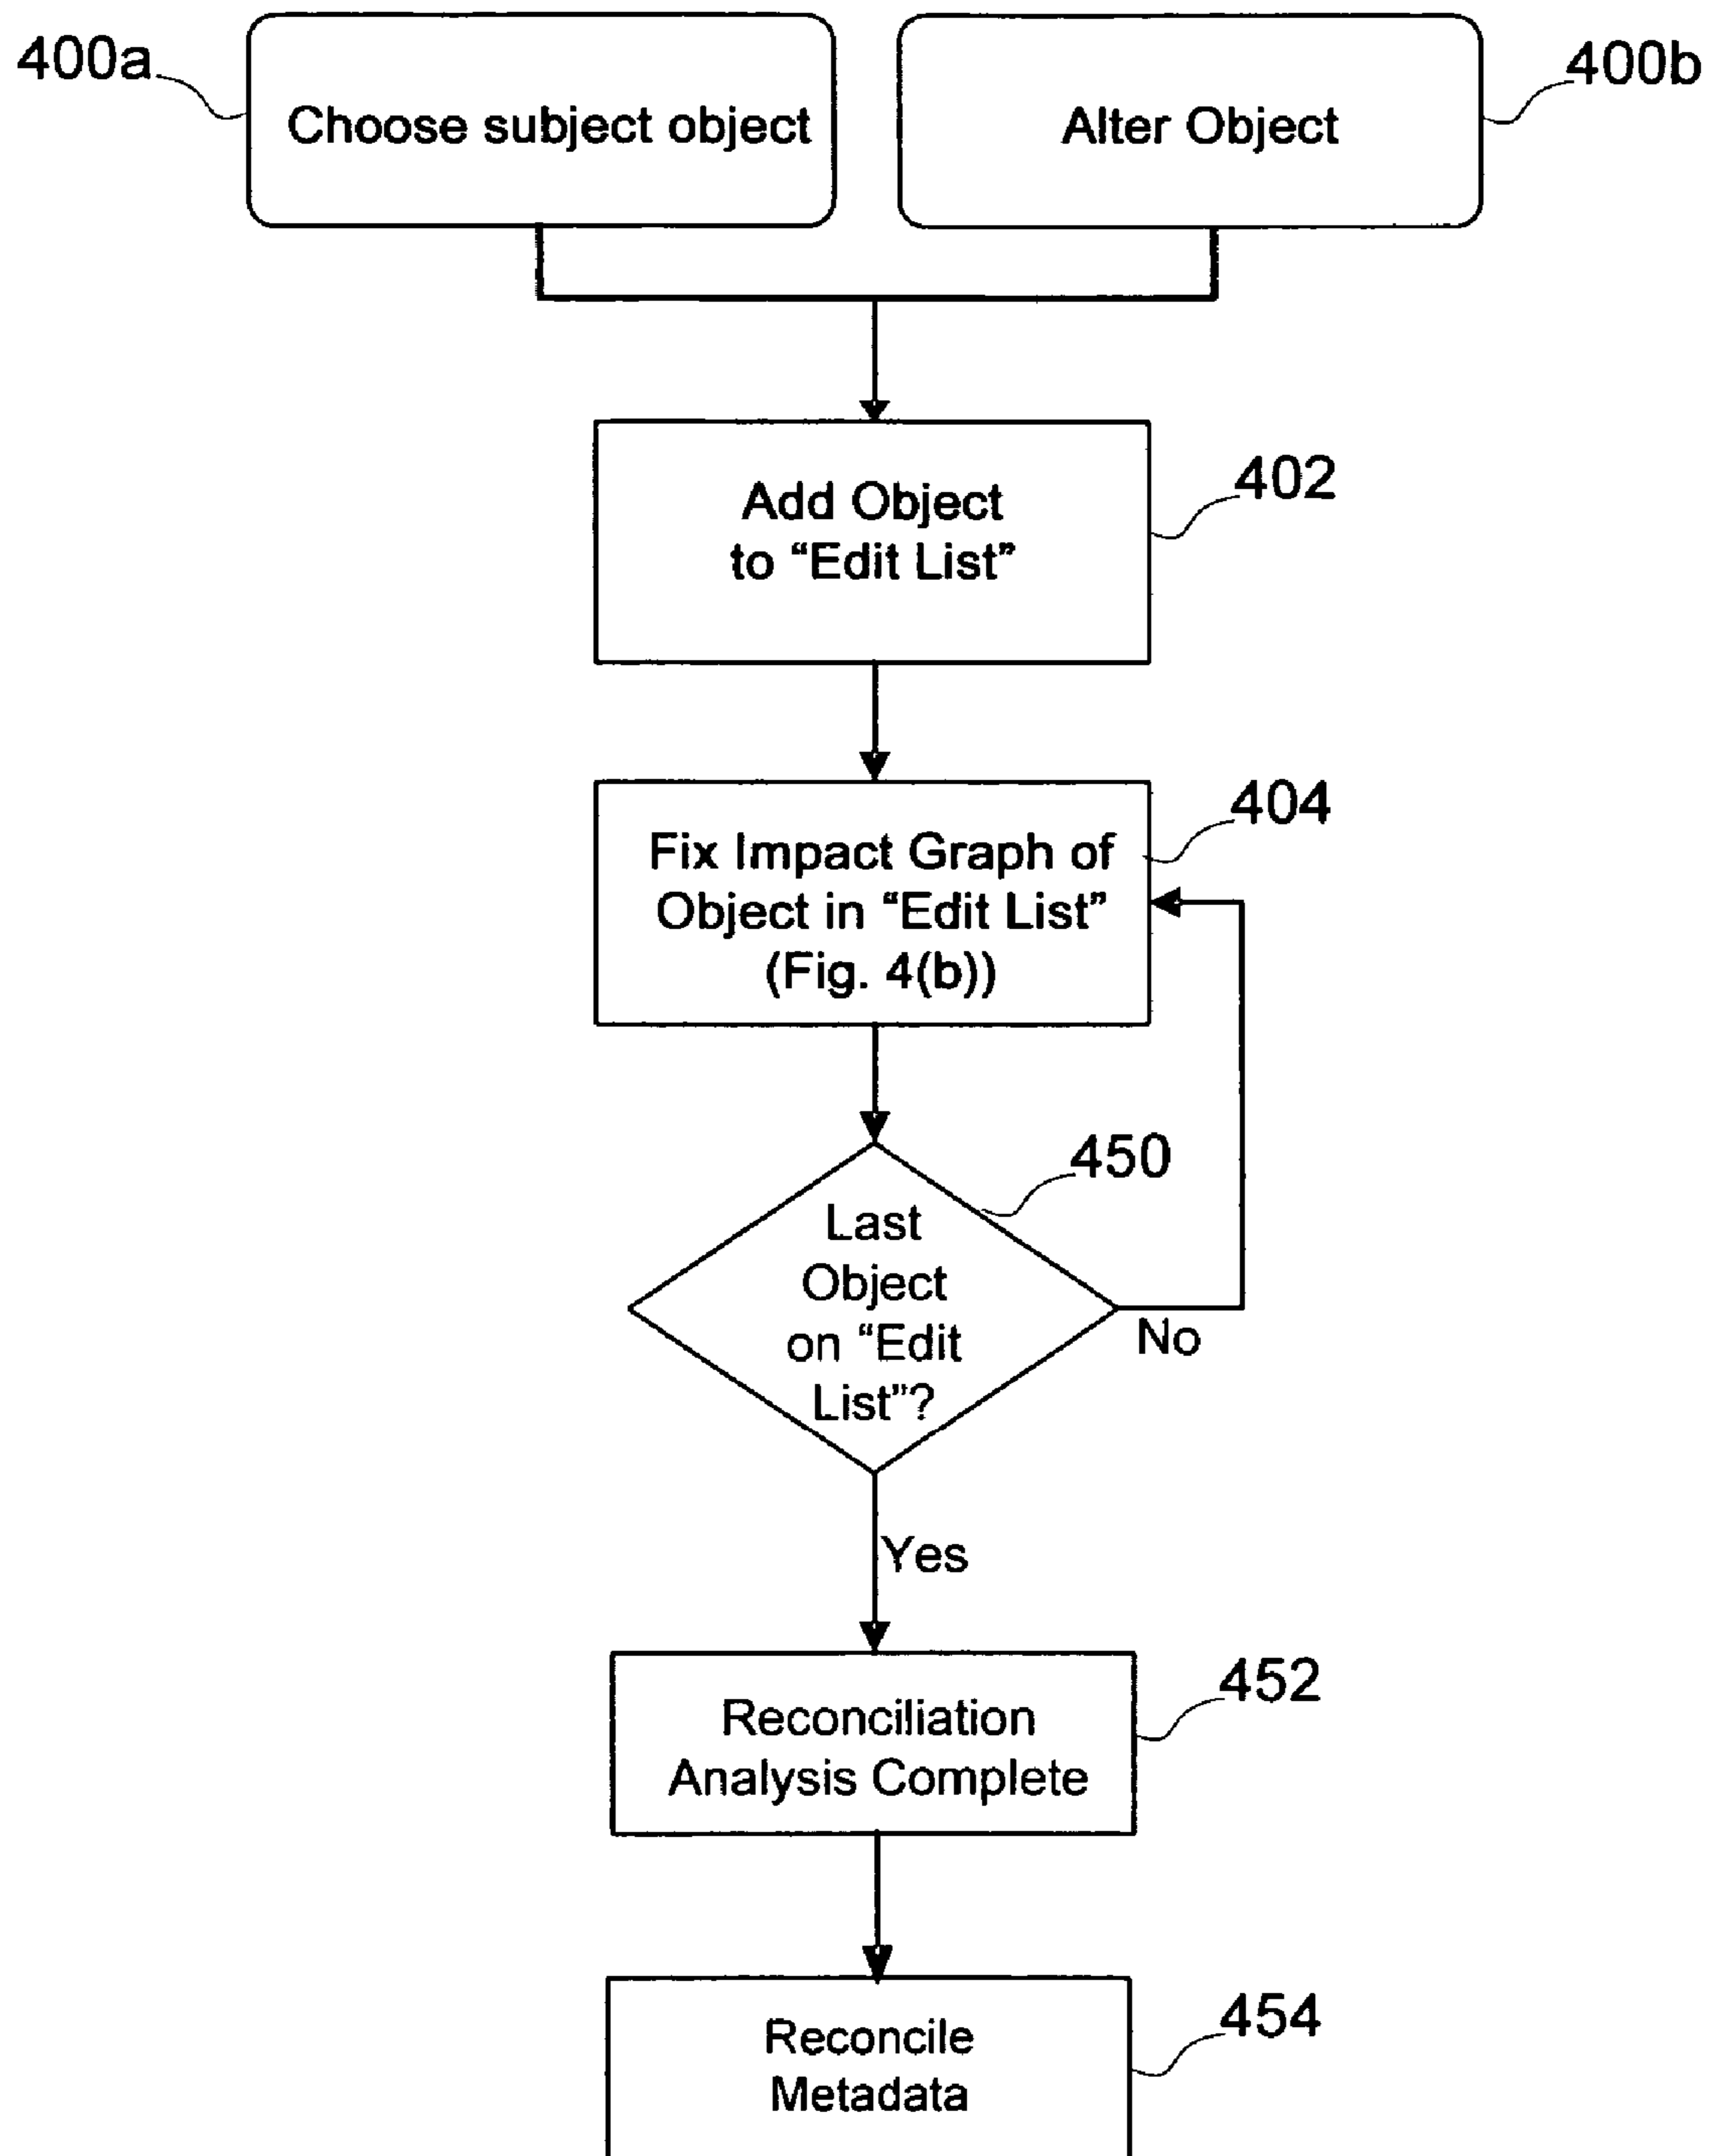 400a
Choose subject object
Alter Object
400b
Add Object
to “Edit List”
402
Fix Impact Graph of
Object in “Edit List”
(Fig. 4(b))
404
Last
Object
on “Edit
List”?
450
No
Yes
Reconciliation
Analysis Complete
452
Reconcile
Metadata
454